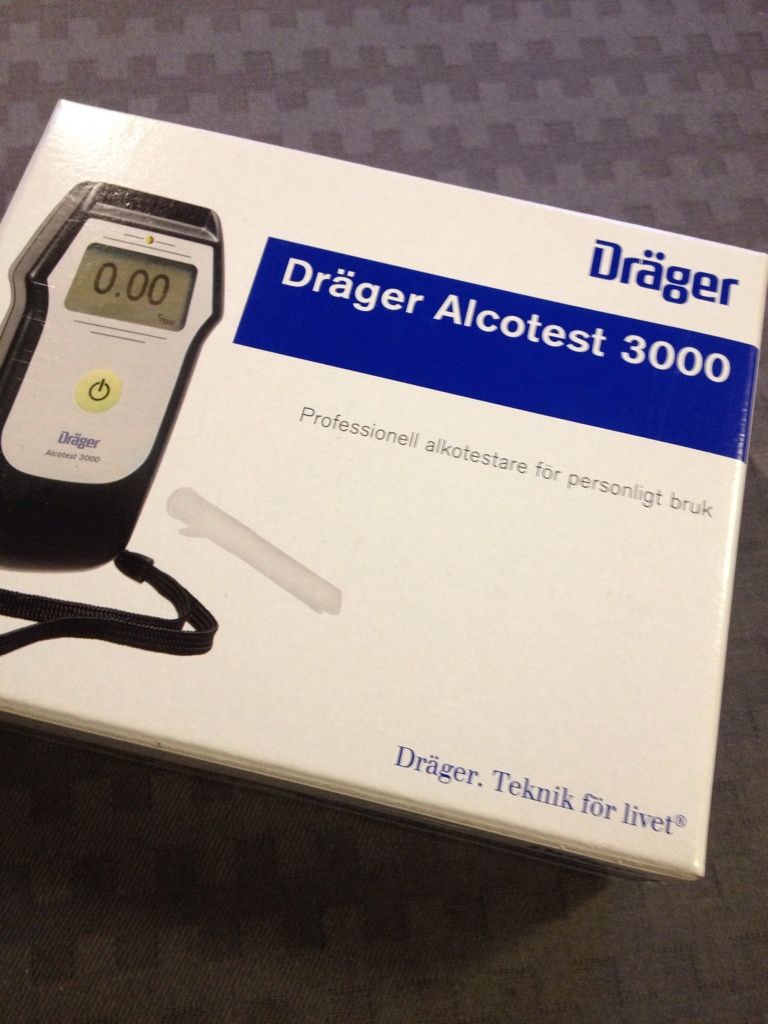 Dräger
Dräger Alcotest 3000
Professionell alkotestare för personligt bruk
0.00
‰
Dräger
Alcotest 3000
Dräger. Teknik för livet®